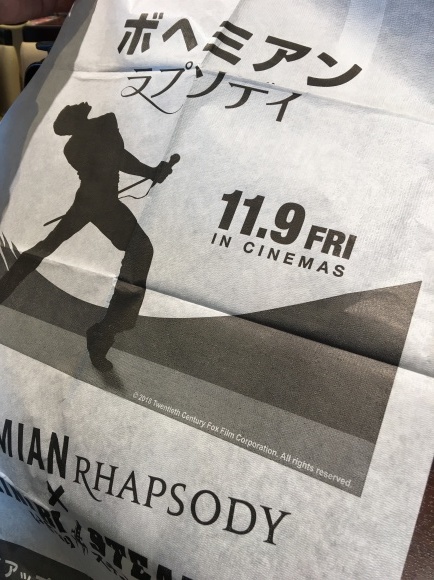 ボヘミアン
ラプソディ
11.9 FRI
IN CINEMAS
© 2018 Twentieth Century Fox Film Corporation. All rights reserved.
MIAN RHAPSODY
×